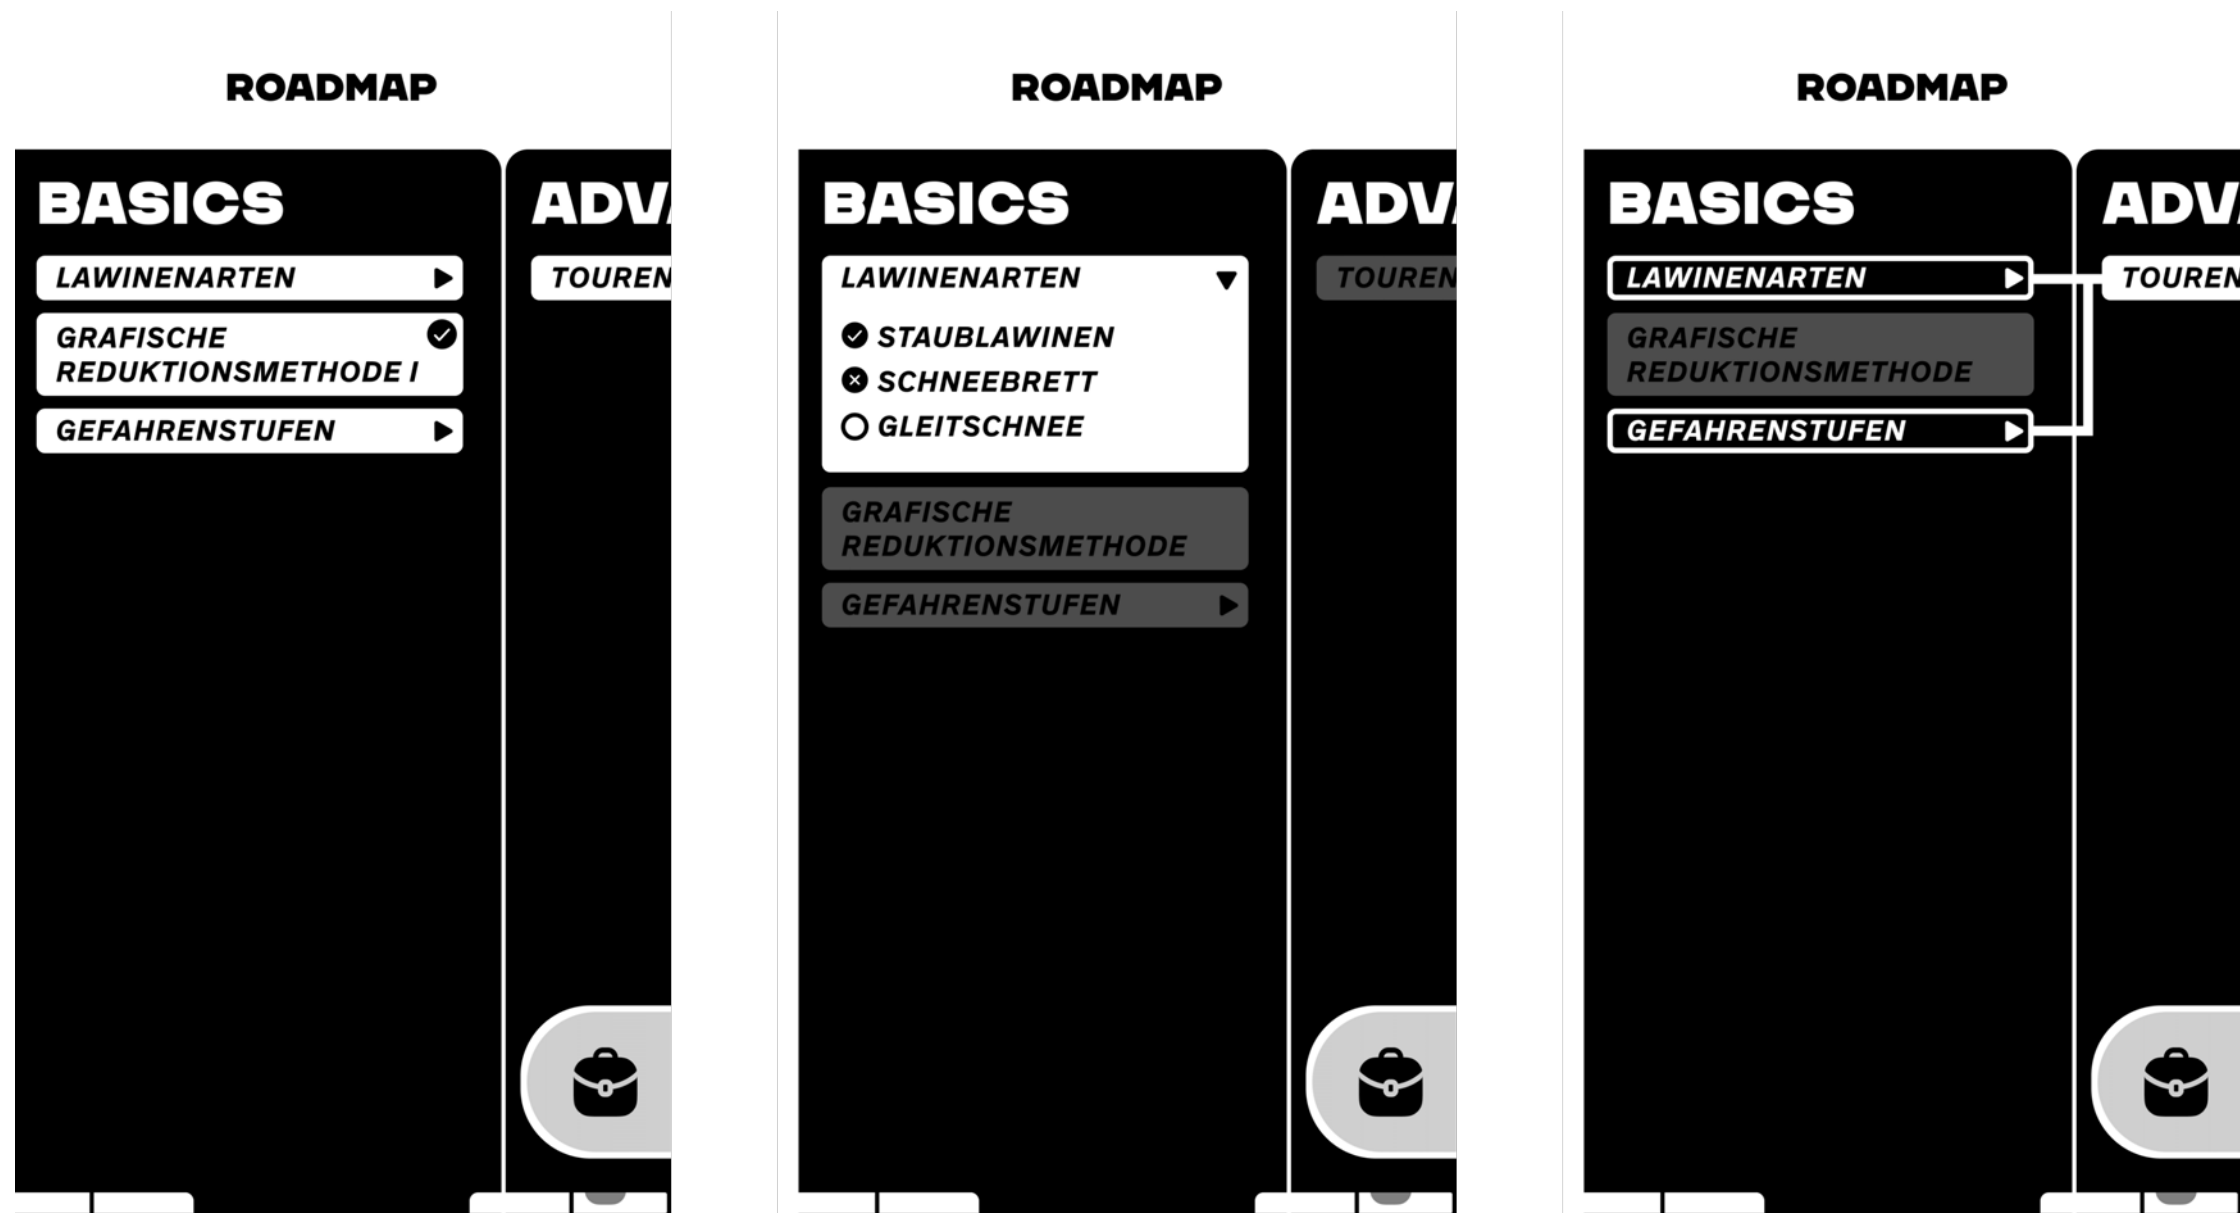 ROADMAP
BASICS
LAWINENARTEN
GRAFISCHE
REDUKTIONSMETHODE I
GEFAHRENSTUFEN
ADV
TOUREN
ROADMAP
BASICS
LAWINENARTEN
STAUBLAWINEN
SCHNEEBRETT
GLEITSCHNEE
GRAFISCHE
REDUKTIONSMETHODE
GEFAHRENSTUFEN
ADV
TOUREN
ROADMAP
BASICS
LAWINENARTEN
GRAFISCHE
REDUKTIONSMETHODE
GEFAHRENSTUFEN
ADV
TOUREN